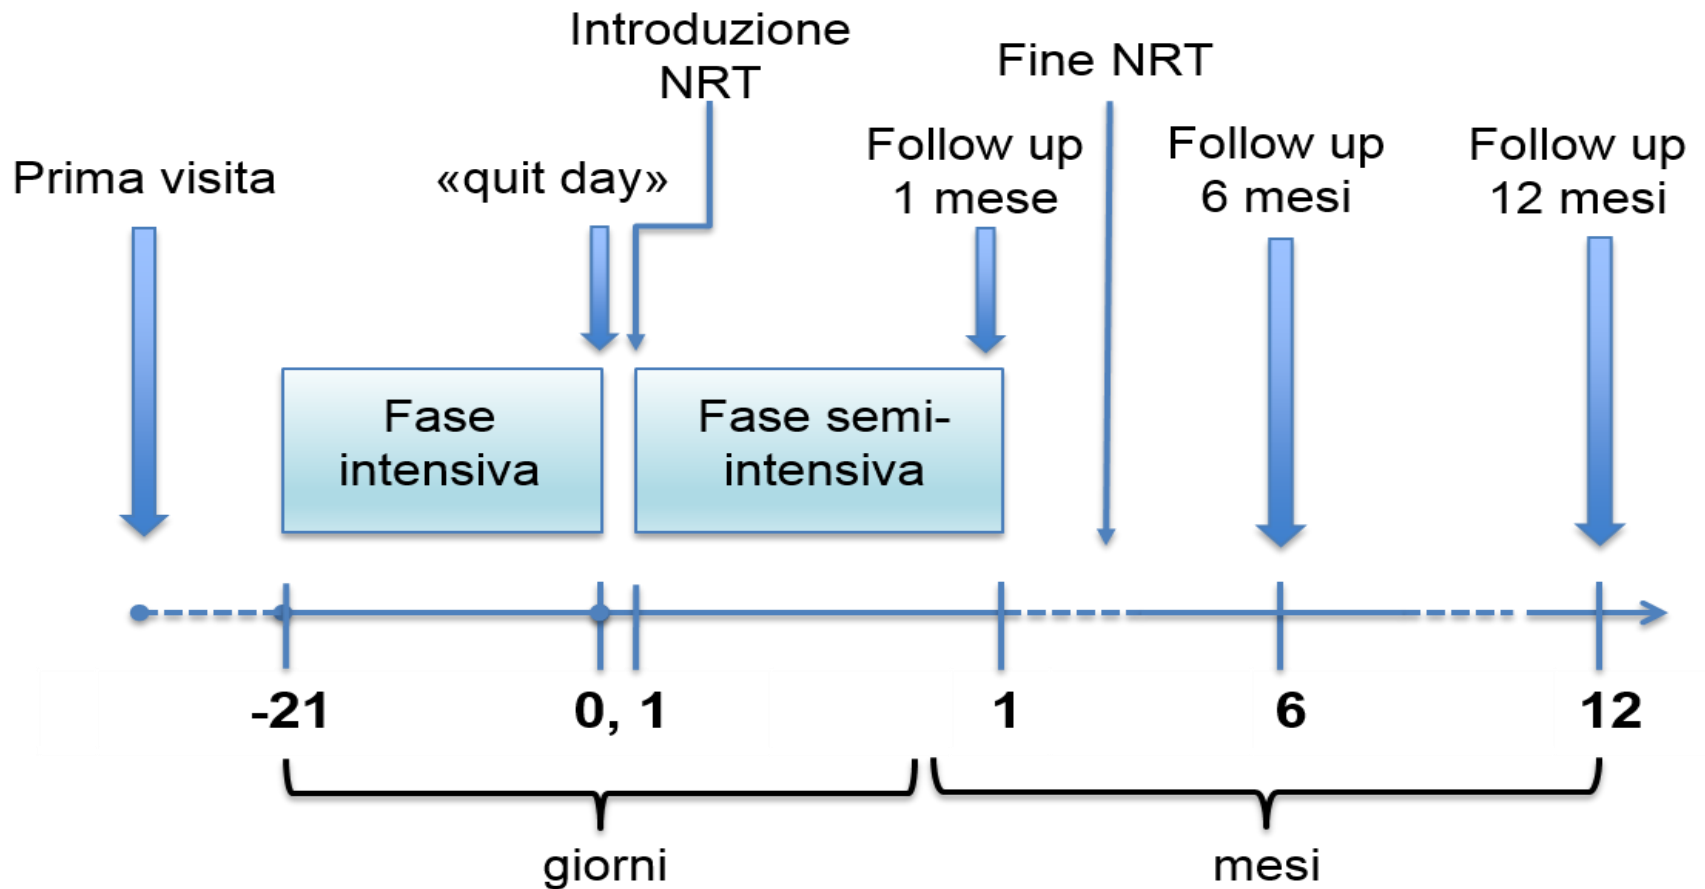 Introduzione
NRT
Fine NRT
Prima visita
«quit day»
Follow up
1 mese
Follow up
6 mesi
Follow up
12 mesi
Fase
intensiva
Fase semi-
intensiva
-21
0, 1
1
6
12
giorni
mesi